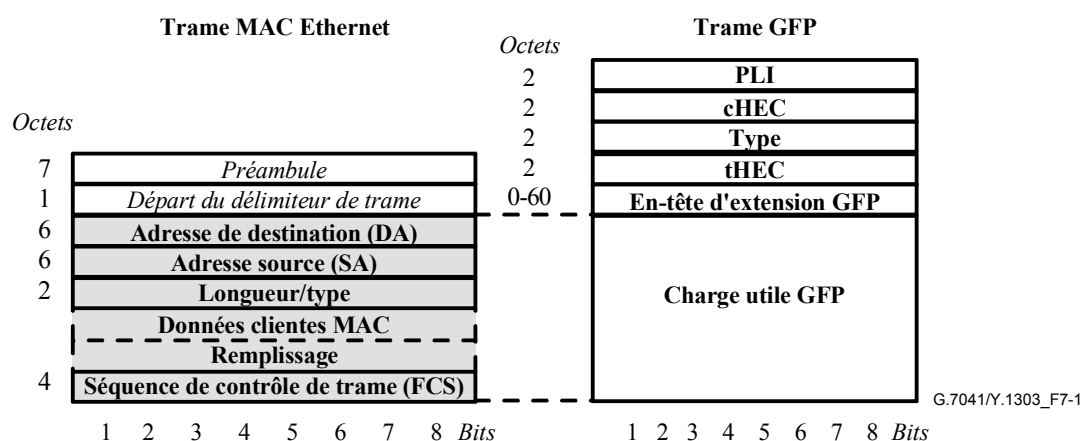 Trame MAC Ethernet
Trame GFP
Octets
2 PLI
2 cHEC
2 Type
2 tHEC
0-60 En-tête d'extension GFP
Charge utile GFP
Octets
7 Préambule
1 Départ du délimiteur de trame
6 Adresse de destination (DA)
6 Adresse source (SA)
2 Longueur/type
Données clientes MAC
Remplissage
4 Séquence de contrôle de trame (FCS)
G.7041/Y.1303_F7-1
1 2 3 4 5 6 7 8 Bits
1 2 3 4 5 6 7 8 Bits